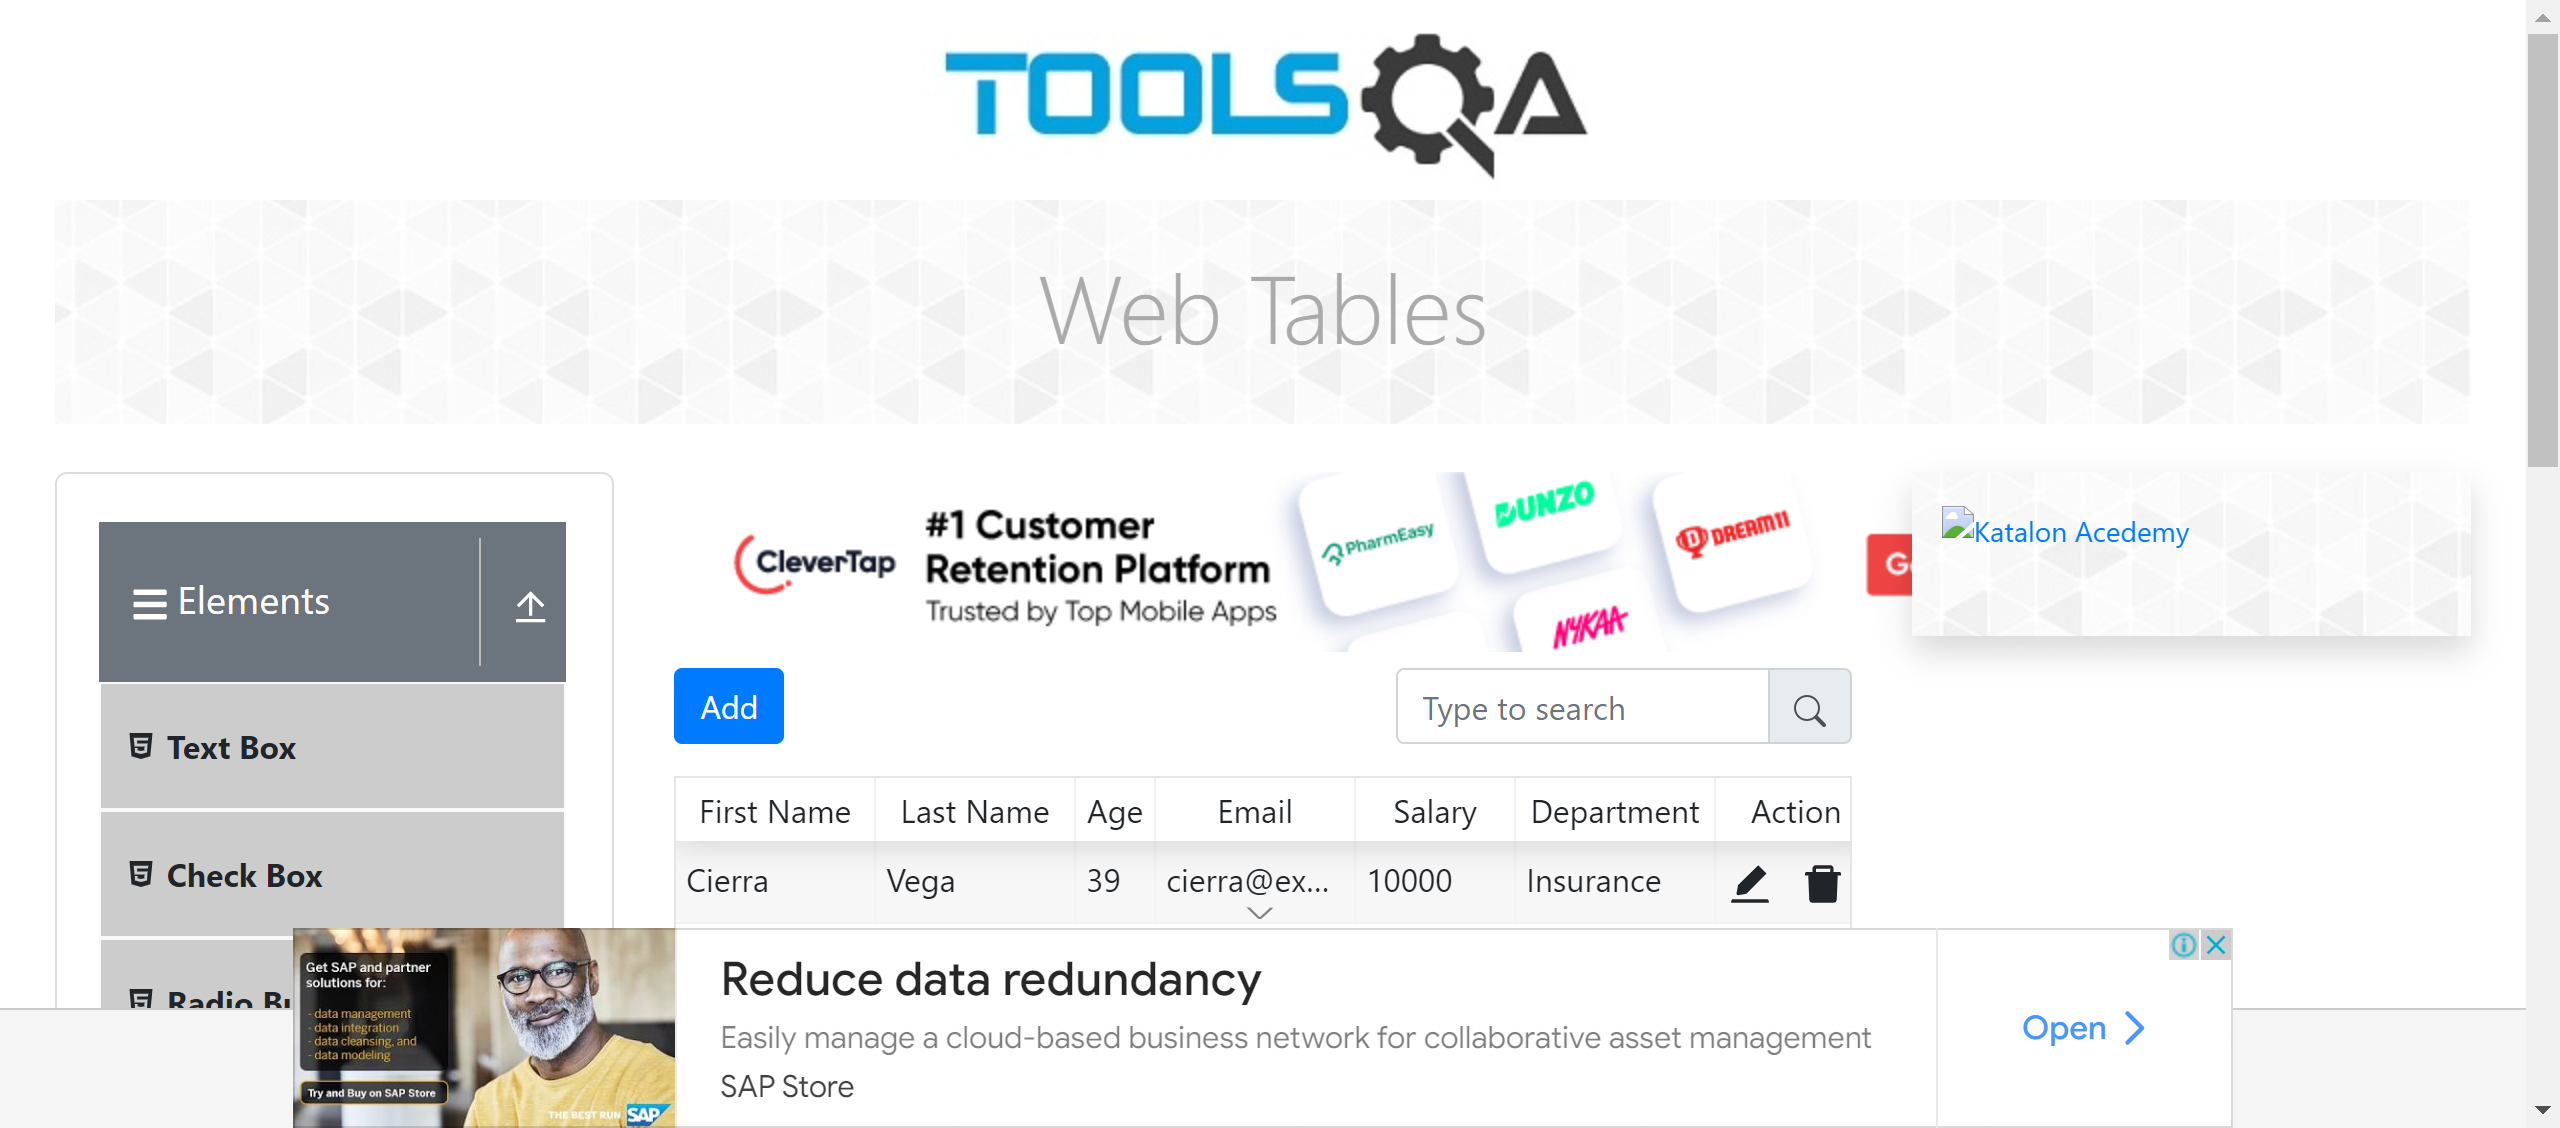 TOOLSQA
Web Tables
Elements
Text Box
Check Box
Radio Bu
CleverTap
#1 Customer
Retention Platform
Trusted by Top Mobile Apps
PharmEasy
DUNZO
DREAM11
NYKAA
Katalon Acedemy
Add
Type to search
First Name Last Name Age Email Salary Department Action
Cierra Vega 39 cierra@ex... 10000 Insurance
Get SAP and partner
solutions for:
- data management
- data integration
- data cleansing, and
- data modeling
Try and Buy on SAP Store
THE BEST RUN SAP
Reduce data redundancy
Easily manage a cloud-based business network for collaborative asset management
SAP Store
Open